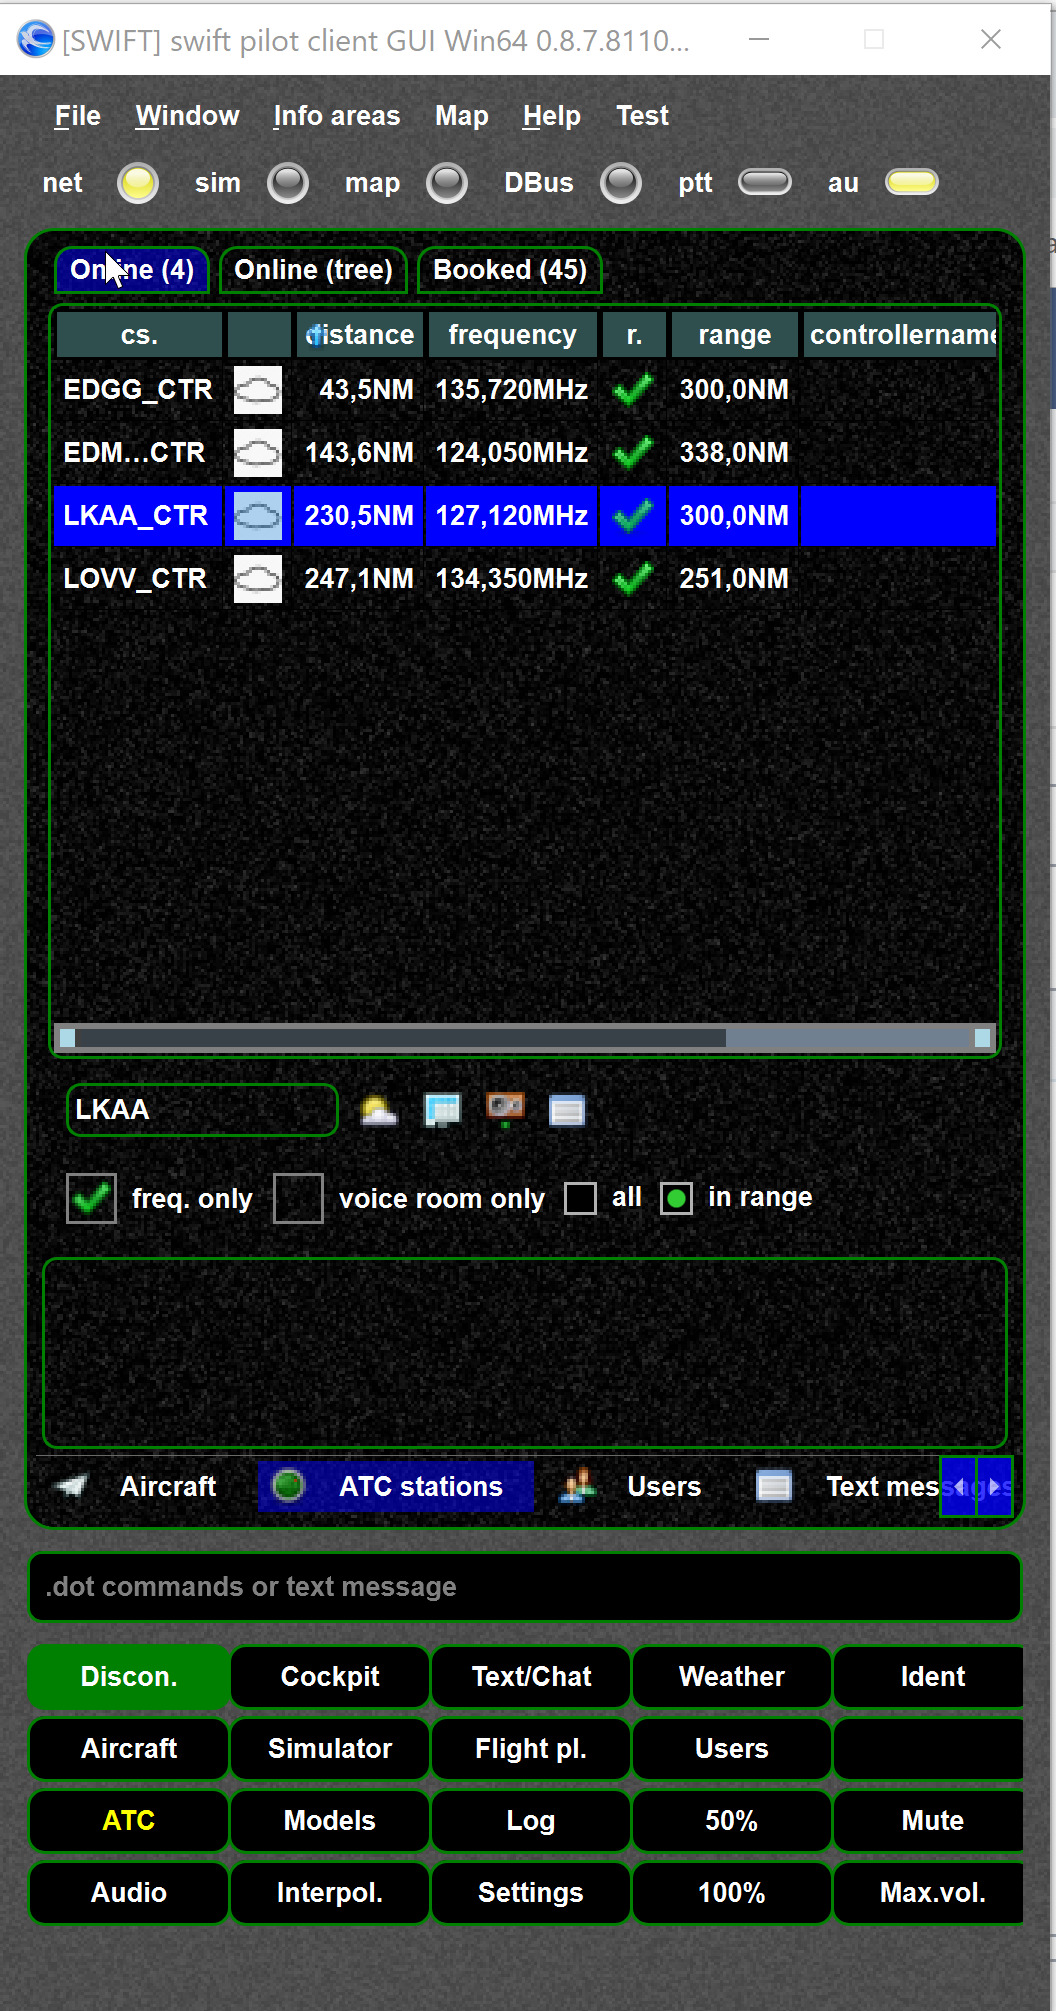 [SWIFT] swift pilot client GUI Win64 0.8.7.8110...
File Window Info areas Map Help Test
net sim map DBus ptt au
Online (4) Online (tree) Booked (45)
cs. distance frequency r. range controllername
EDGG_CTR 43,5NM 135,720MHz 300,0NM
EDM...CTR 143,6NM 124,050MHz 338,0NM
LKAA_CTR 230,5NM 127,120MHz 300,0NM
LOVV_CTR 247,1NM 134,350MHz 251,0NM
LKAA
freq. only voice room only all in range
Aircraft ATC stations Users Text messages
.dot commands or text message
Discon. Cockpit Text/Chat Weather Ident
Aircraft Simulator Flight pl. Users
ATC Models Log 50% Mute
Audio Interpol. Settings 100% Max.vol.